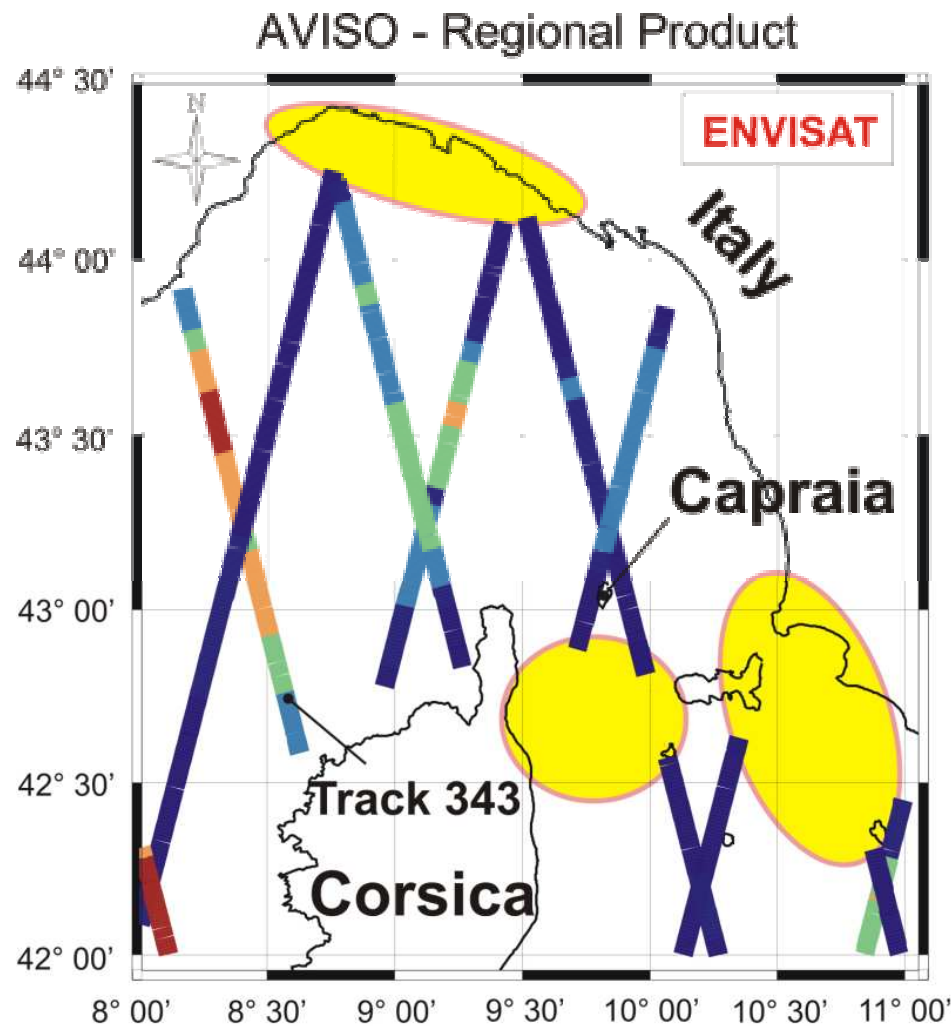 AVISO - Regional Product
44° 30'
N
ENVISAT
Italy
44° 00'
43° 30'
Capraia
43° 00'
42° 30'
Track 343
Corsica
42° 00'
8° 00'
8° 30'
9° 00'
9° 30'
10° 00'
10° 30'
11° 00'